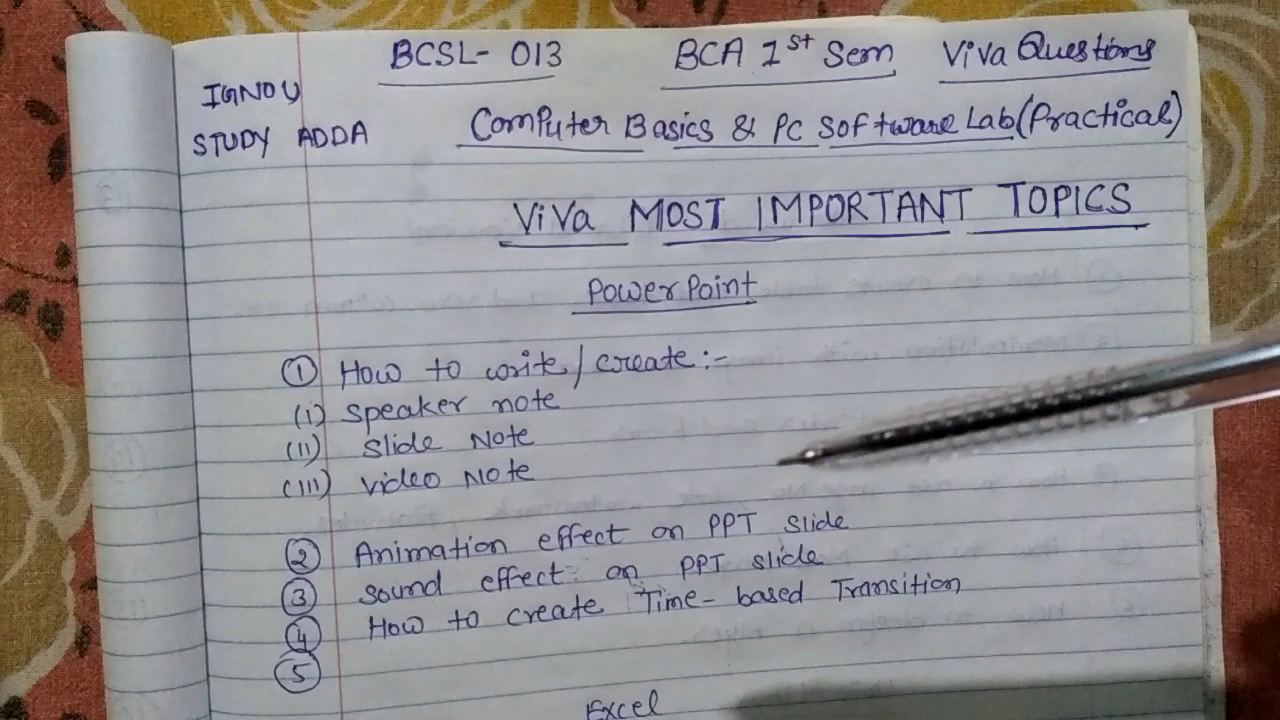 BCSL- 013 BCA 1st Sem Viva Questions
IGNOU
STUDY ADDA Computer Basics & PC Software Lab (Practical)
Viva MOST IMPORTANT TOPICS
PowerPoint
① How to write/create:-
(i) speaker note
(ii) Slide Note
(iii) video Note
② Animation effect on PPT slide
③ sound effect on PPT slide
④ How to create Time-based Transition
⑤
Excel